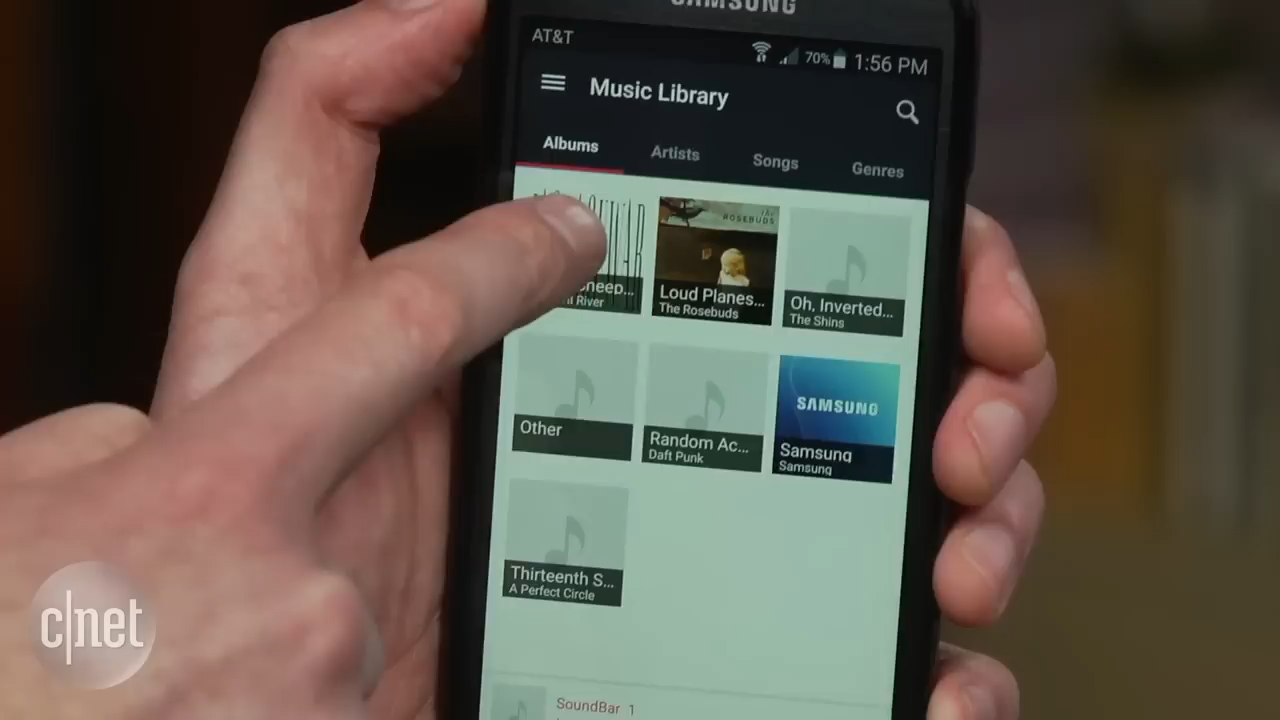 SAMSUNG
AT&T
70%
1:56 PM
Music Library
Albums
Artists
Songs
Genres
River
ROSEBUDS
Loud Planes...
The Rosebuds
Oh, Inverted...
The Shins
Other
Random Ac...
Daft Punk
SAMSUNG
Samsung
Samsung
Thirteenth S...
A Perfect Circle
SoundBar 1
c|net